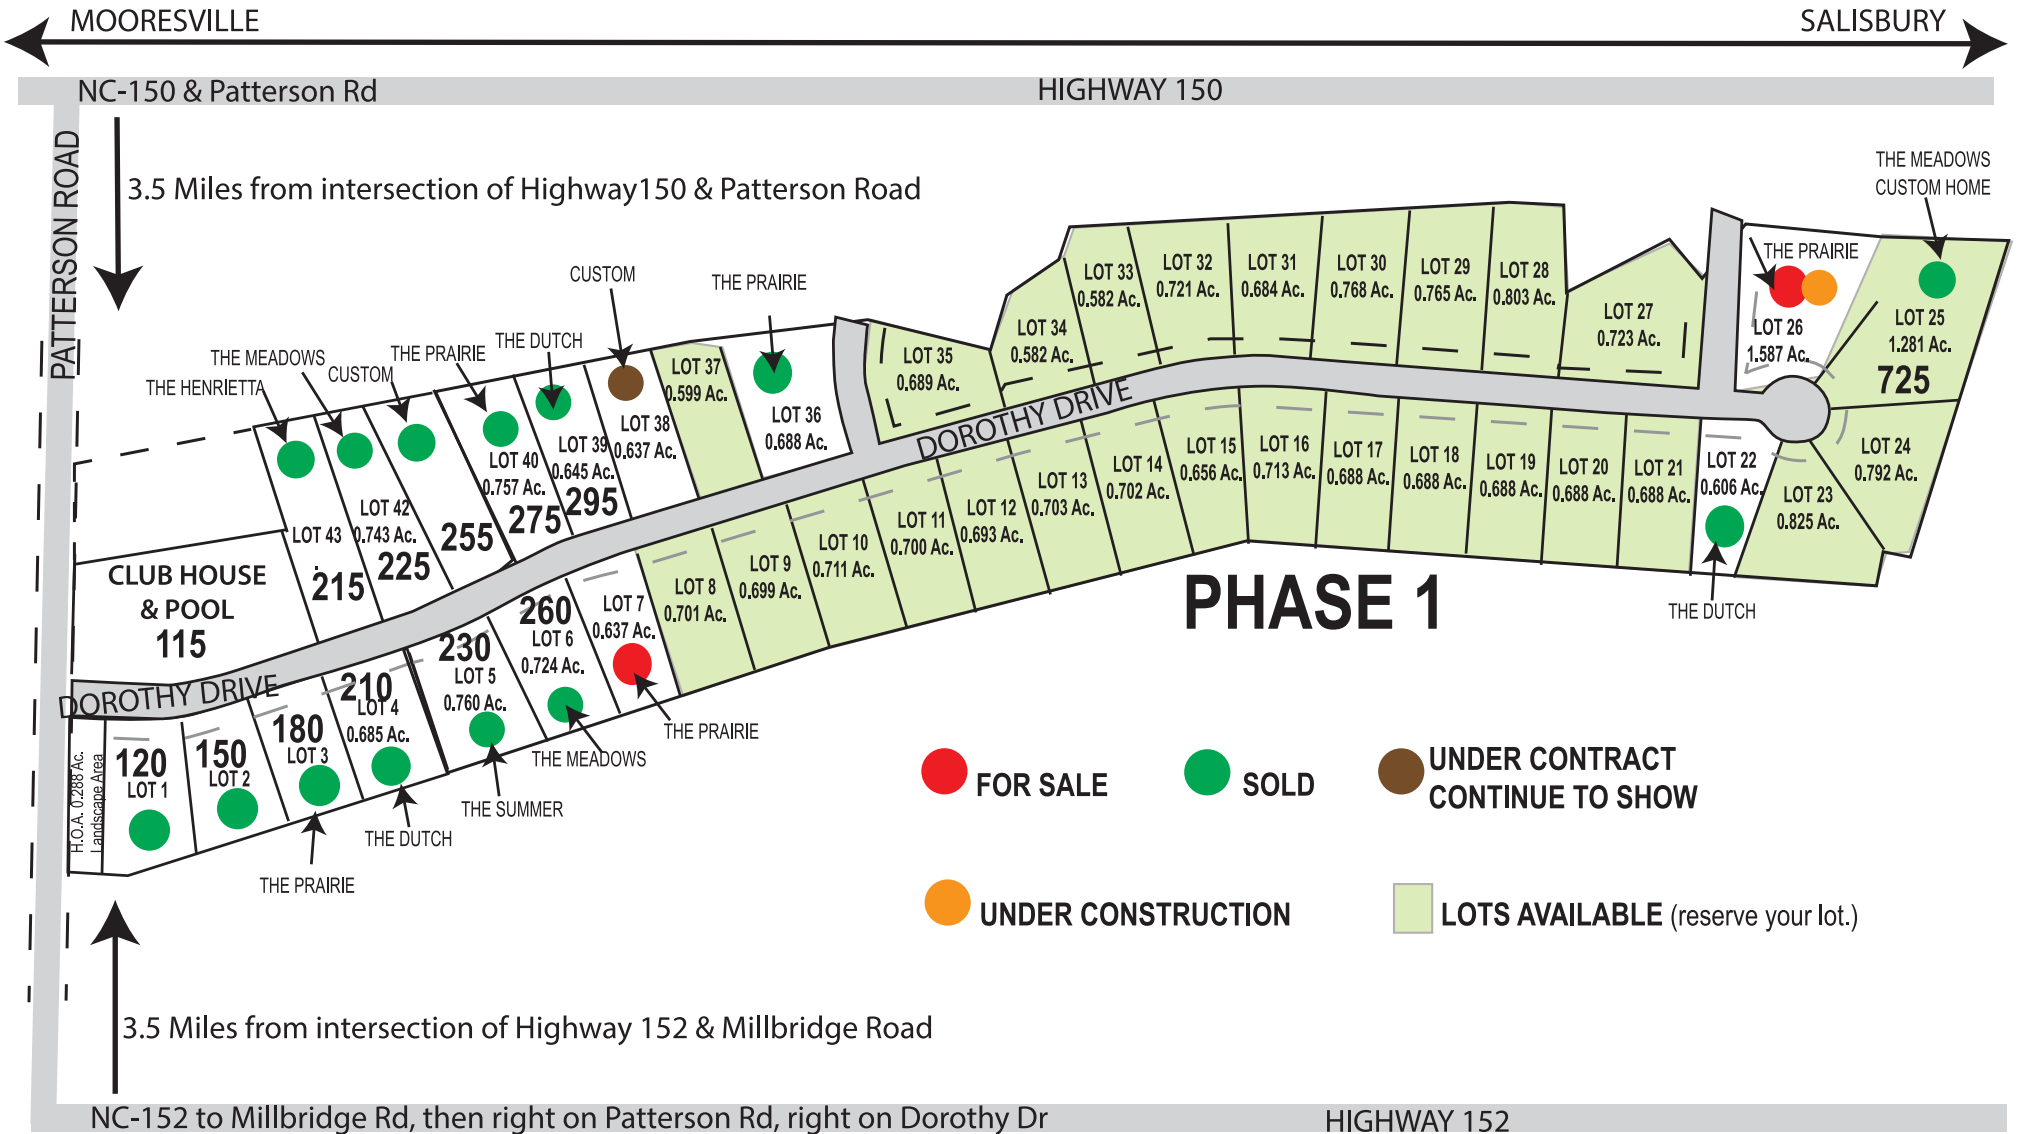 MOORESVILLE
SALISBURY
NC-150 & Patterson Rd
HIGHWAY 150
PATTERSON ROAD
3.5 Miles from intersection of Highway150 & Patterson Road
THE MEADOWS
CUSTOM HOME
THE PRAIRIE
CUSTOM
THE PRAIRIE
THE DUTCH
THE PRAIRIE
THE MEADOWS
CUSTOM
THE HENRIETTA
LOT 43
215
LOT 42
0.743 Ac.
225
255
LOT 40
0.757 Ac.
275
LOT 39
0.645 Ac.
295
LOT 38
0.637 Ac.
LOT 37
0.599 Ac.
LOT 36
0.688 Ac.
LOT 35
0.689 Ac.
LOT 34
0.582 Ac.
LOT 33
0.582 Ac.
LOT 32
0.721 Ac.
LOT 31
0.684 Ac.
LOT 30
0.768 Ac.
LOT 29
0.765 Ac.
LOT 28
0.803 Ac.
LOT 27
0.723 Ac.
LOT 26
1.587 Ac.
LOT 25
1.281 Ac.
725
LOT 24
0.792 Ac.
LOT 23
0.825 Ac.
LOT 22
0.606 Ac.
THE DUTCH
LOT 21
0.688 Ac.
LOT 20
0.688 Ac.
LOT 19
0.688 Ac.
LOT 18
0.688 Ac.
LOT 17
0.688 Ac.
LOT 16
0.713 Ac.
LOT 15
0.656 Ac.
LOT 14
0.702 Ac.
LOT 13
0.703 Ac.
LOT 12
0.693 Ac.
LOT 11
0.700 Ac.
LOT 10
0.711 Ac.
LOT 9
0.699 Ac.
LOT 8
0.701 Ac.
LOT 7
0.637 Ac.
THE PRAIRIE
260
LOT 6
0.724 Ac.
THE MEADOWS
230
LOT 5
0.760 Ac.
THE SUMMER
210
LOT 4
0.685 Ac.
THE DUTCH
180
LOT 3
THE PRAIRIE
150
LOT 2
120
LOT 1
H.O.A. 0.288 Ac.
Landscape Area
CLUB HOUSE
& POOL
115
DOROTHY DRIVE
DOROTHY DRIVE
PHASE 1
FOR SALE
SOLD
UNDER CONTRACT
CONTINUE TO SHOW
UNDER CONSTRUCTION
LOTS AVAILABLE (reserve your lot.)
3.5 Miles from intersection of Highway 152 & Millbridge Road
NC-152 to Millbridge Rd, then right on Patterson Rd, right on Dorothy Dr
HIGHWAY 152